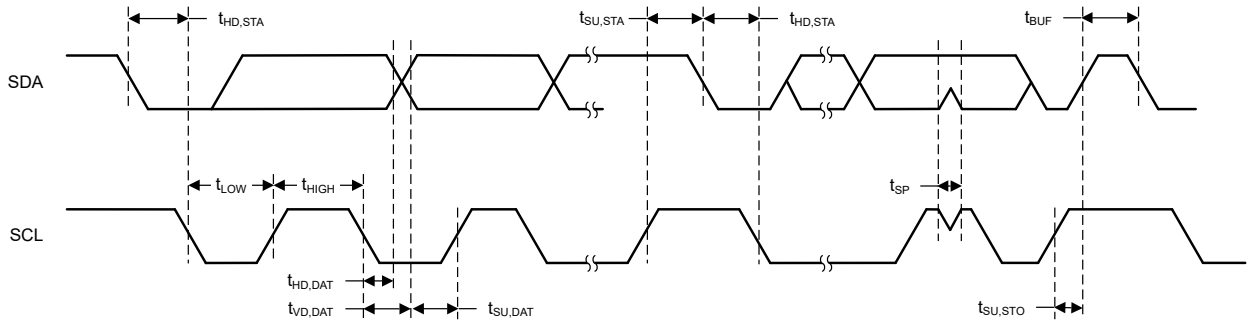 tHD,STA
tSU,STA
tHD,STA
tBUF
SDA
tLOW
tHIGH
tSP
SCL
tHD,DAT
tVD,DAT
tSU,DAT
tSU,STO